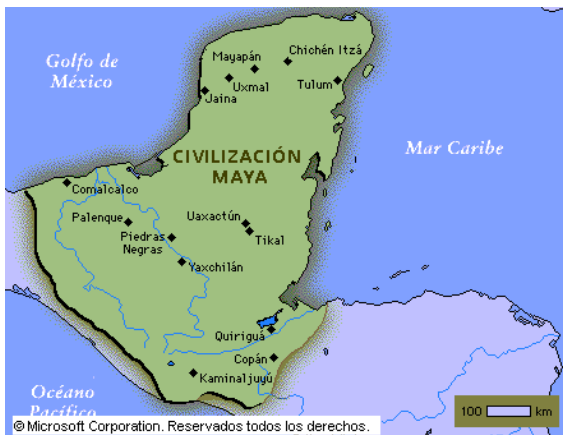 Golfo de
México
Mayapán
Chichén Itzá
Uxmal
Tulum
Jaina
Mar Caribe
CIVILIZACIÓN
MAYA
Comalcalco
Palenque
Uaxactún
Piedras
Negras
Tikal
Yaxchilán
Quiriguá
Copán
Kaminaljuyú
Océano
Pacífico
100 km
© Microsoft Corporation. Reservados todos los derechos.